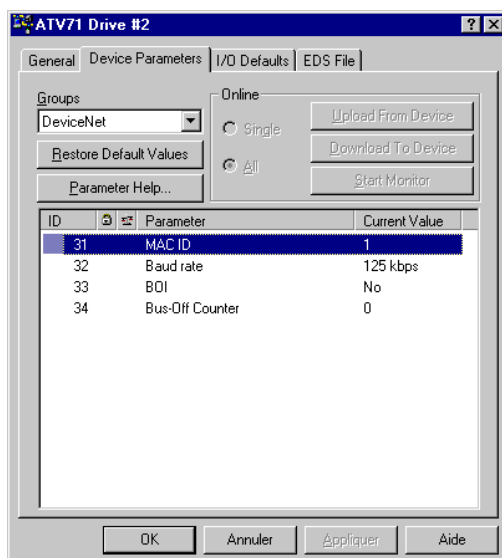 ATV71 Drive #2
General Device Parameters I/O Defaults EDS File
Groups
DeviceNet
Restore Default Values
Parameter Help...
Online
Single
All
Upload From Device
Download To Device
Start Monitor
ID Parameter Current Value
31 MAC ID 1
32 Baud rate 125 kbps
33 BOI No
34 Bus-Off Counter 0
OK Annuler Appliquer Aide